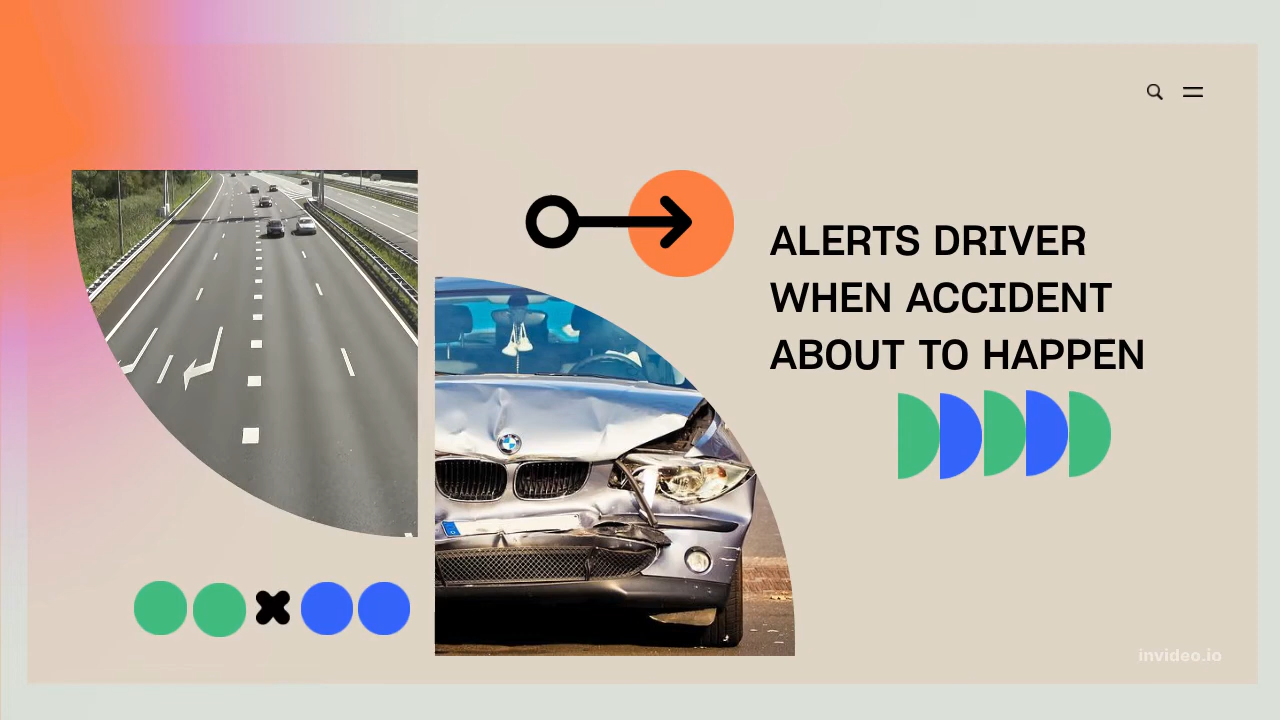 ALERTS DRIVER
WHEN ACCIDENT
ABOUT TO HAPPEN
invideo.io